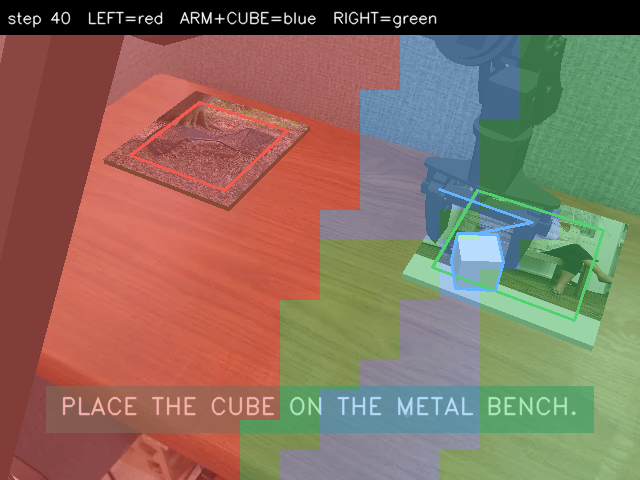 step 40 LEFT=red ARM+CUBE=blue RIGHT=green
PLACE THE CUBE ON THE METAL BENCH.